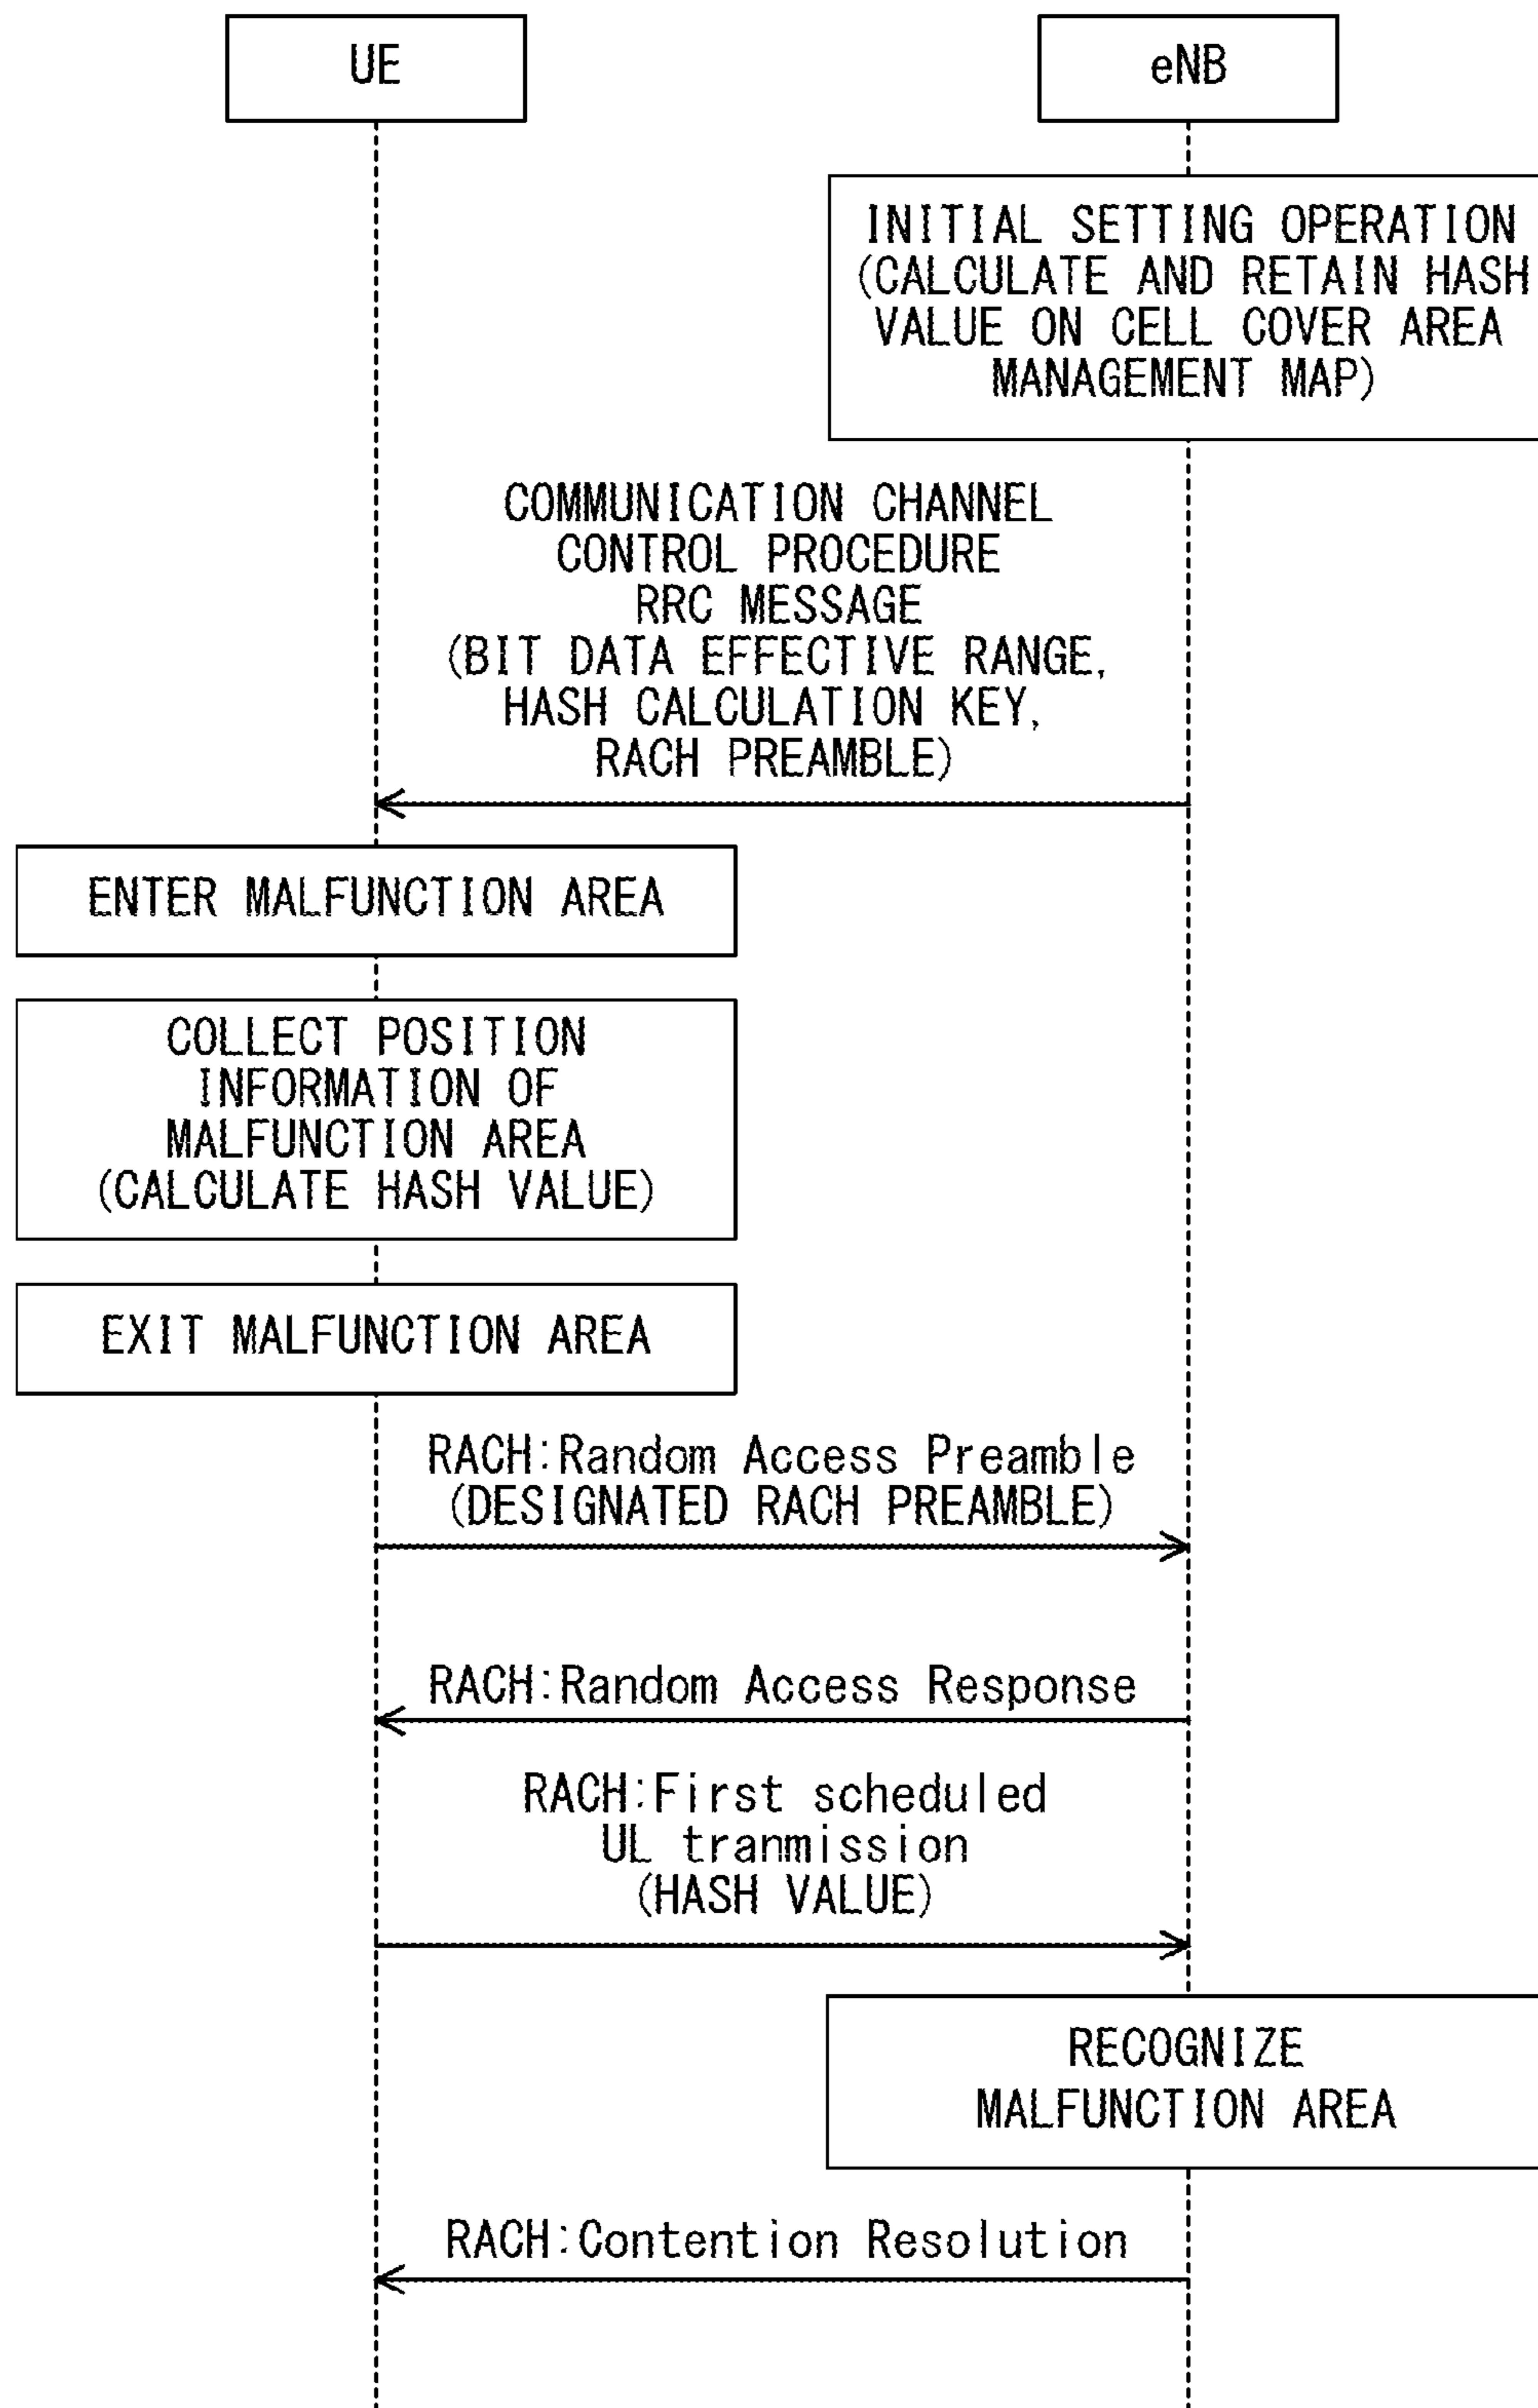 UE
eNB
INITIAL SETTING OPERATION
(CALCULATE AND RETAIN HASH
VALUE ON CELL COVER AREA
MANAGEMENT MAP)
COMMUNICATION CHANNEL
CONTROL PROCEDURE
RRC MESSAGE
(BIT DATA EFFECTIVE RANGE,
HASH CALCULATION KEY,
RACH PREAMBLE)
ENTER MALFUNCTION AREA
COLLECT POSITION
INFORMATION OF
MALFUNCTION AREA
(CALCULATE HASH VALUE)
EXIT MALFUNCTION AREA
RACH:Random Access Preamble
(DESIGNATED RACH PREAMBLE)
RACH:Random Access Response
RACH:First scheduled
UL tranmission
(HASH VALUE)
RECOGNIZE
MALFUNCTION AREA
RACH:Contention Resolution